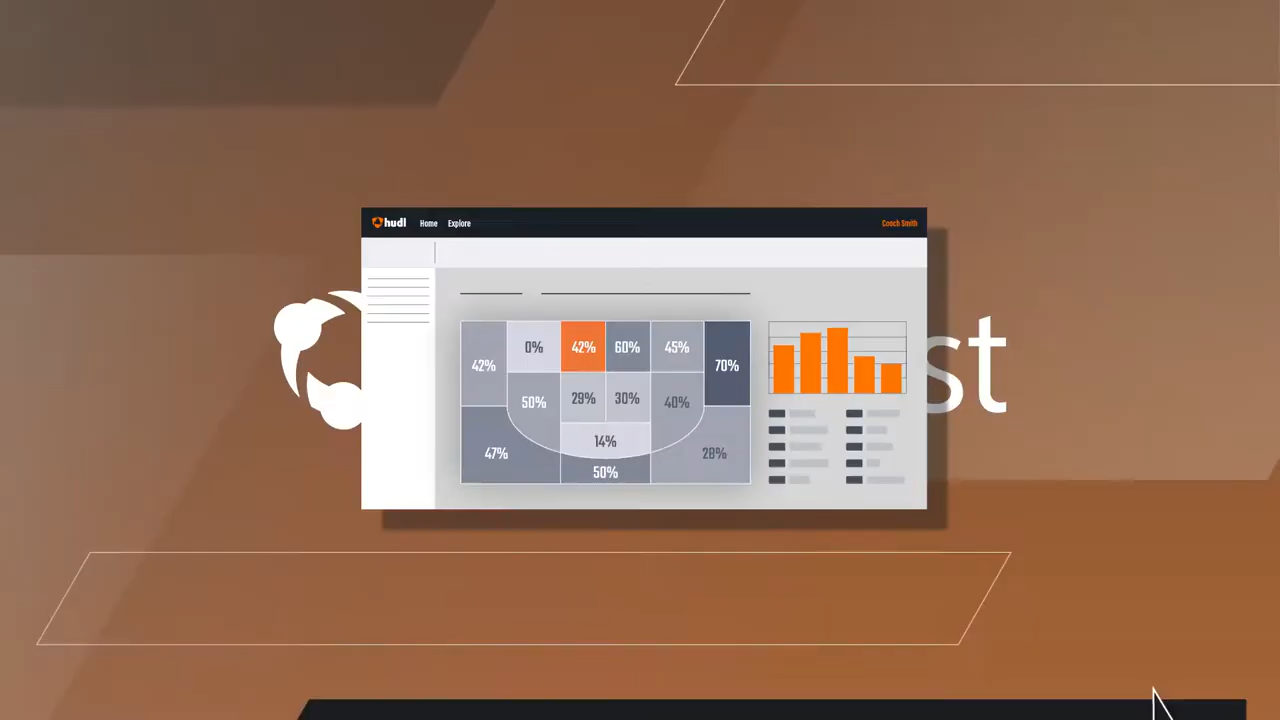 hudl Home Explore Coach Smith
42% 0% 42% 60% 45% 70%
50% 29% 30% 40%
14%
47% 28%
50%
st